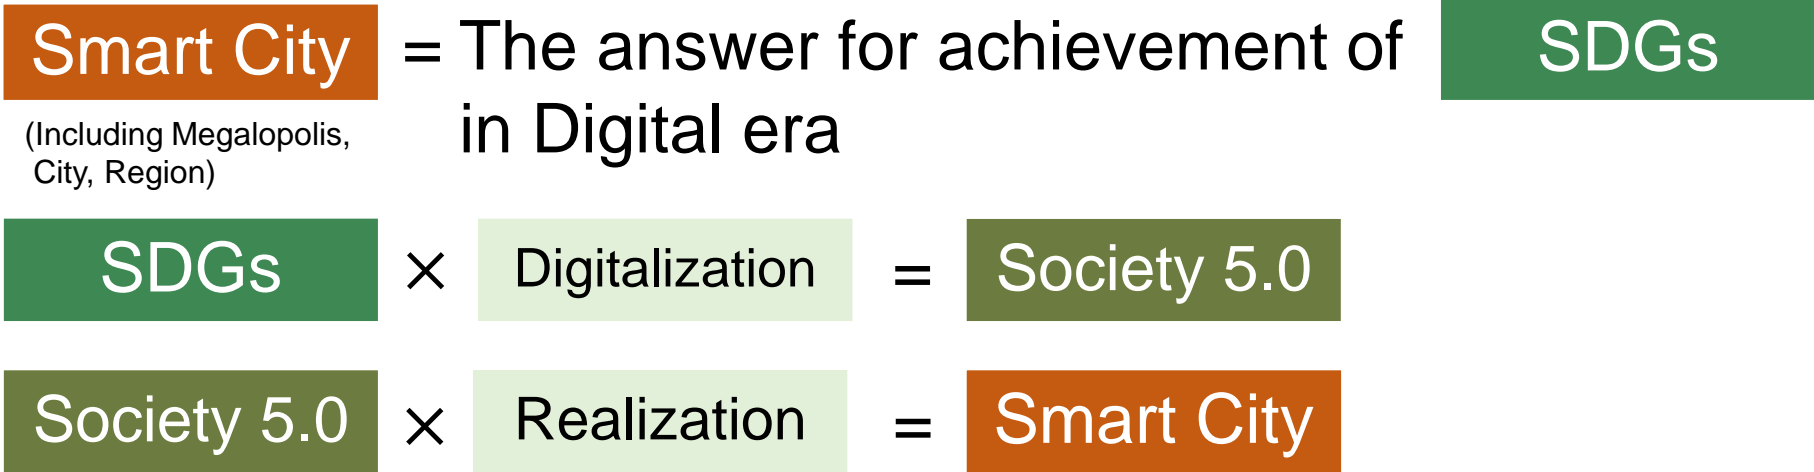 Smart City = The answer for achievement of SDGs
in Digital era
(Including Megalopolis,
City, Region)
SDGs × Digitalization = Society 5.0
Society 5.0 × Realization = Smart City